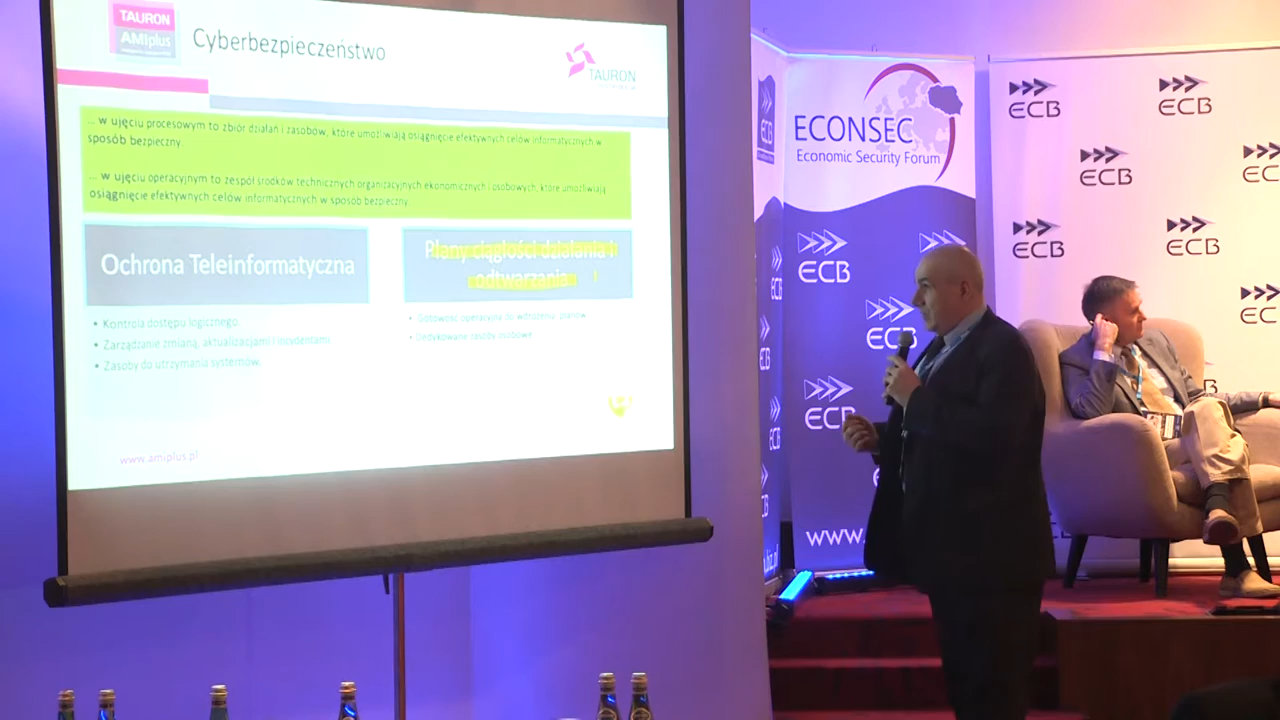 TAURON
AMIplus
Cyberbezpieczeństwo
TAURON
... w ujęciu procesowym to zbiór działań i zasobów, które umożliwiają osiągnięcie efektywnych celów informatycznych w
sposób bezpieczny.
... w ujęciu operacyjnym to zespół środków technicznych organizacyjnych ekonomicznych i osobowych, które umożliwiają
osiągnięcie efektywnych celów informatycznych w sposób bezpieczny.
Ochrona Teleinformatyczna
Plany ciągłości działania i
odtwarzania
• Kontrola dostępu logicznego
• Zarządzanie zmianą, aktualizacjami i incydentami
• Zasoby do utrzymania systemów.
• Gotowość operacyjna do wdrożenia planów
• Dedykowane zasoby osobowe
www.amiplus.pl
ECONSEC
Economic Security Forum
ECB
ECB
ECB
www.
ECB
ECB
ECB
ECB
ECB
ECB
ECB
ECB
ECB
ECB